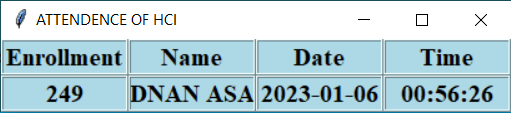 ATTENDENCE OF HCI
Enrollment Name Date Time
249 DNAN ASA 2023-01-06 00:56:26